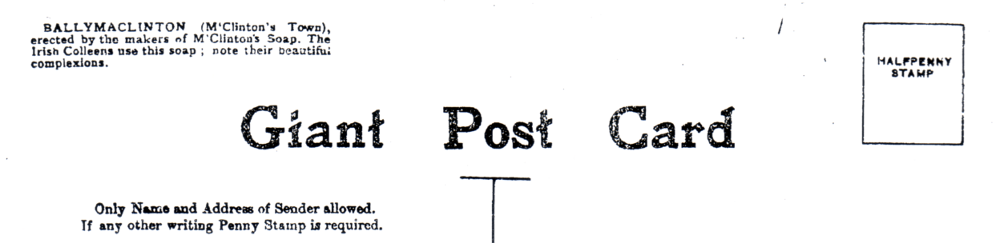 BALLYMACLINTON (M'Clinton's Town),
erected by the makers of M'Clinton's Soap. The
Irish Colleens use this soap ; note their beautiful
complexions.
HALFPENNY
STAMP
Giant Post Card
Only Name and Address of Sender allowed.
If any other writing Penny Stamp is required.